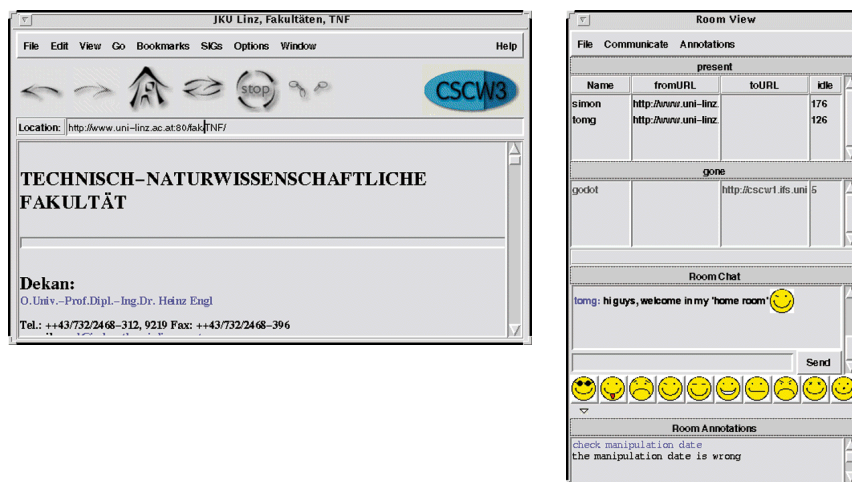 JKU Linz, Fakultäten, TNF
File Edit View Go Bookmarks SIGs Options Window Help
stop
CSCW3
Location: http://www.uni-linz.ac.at:80/fak/TNF/
TECHNISCH-NATURWISSENSCHAFTLICHE
FAKULTÄT
Dekan:
O.Univ.-Prof.Dipl.-Ing.Dr. Heinz Engl
Tel.: ++43/732/2468-312, 9219 Fax: ++43/732/2468-396
Room View
File Communicate Annotations
present
Name fromURL toURL idle
simon http://www.uni-linz. 176
tomg http://www.uni-linz. 126
gone
godot http://cscw1.ifs.uni 5
Room Chat
tomg: hi guys, welcome in my 'home room'
Send
Room Annotations
check manipulation date
the manipulation date is wrong